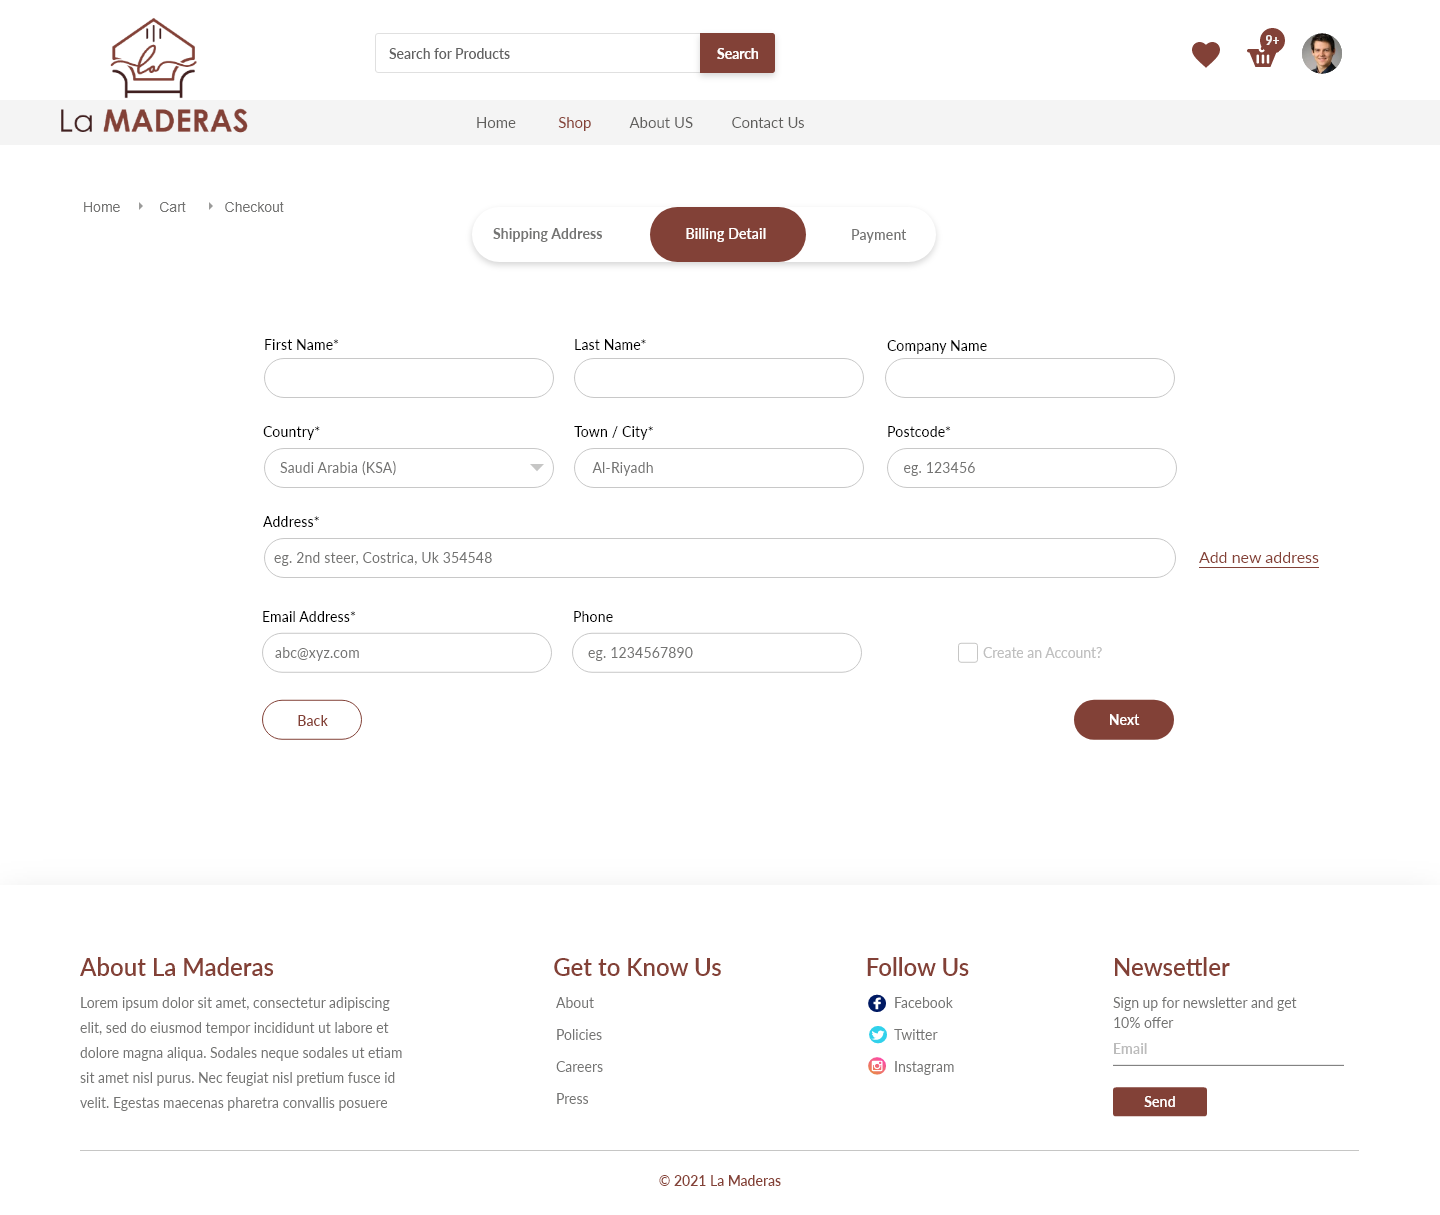 Search for Products
Search
9+
la
La MADERAS
Home
Shop
About US
Contact Us
Home
Cart
Checkout
Shipping Address
Billing Detail
Payment
First Name*
Last Name*
Company Name
Country*
Town / City*
Postcode*
Saudi Arabia (KSA)
Al-Riyadh
eg. 123456
Address*
eg. 2nd steer, Costrica, Uk 354548
Add new address
Email Address*
Phone
abc@xyz.com
eg. 1234567890
Create an Account?
Back
Next
About La Maderas
Lorem ipsum dolor sit amet, consectetur adipiscing
elit, sed do eiusmod tempor incididunt ut labore et
dolore magna aliqua. Sodales neque sodales ut etiam
sit amet nisl purus. Nec feugiat nisl pretium fusce id
velit. Egestas maecenas pharetra convallis posuere
Get to Know Us
About
Policies
Careers
Press
Follow Us
Facebook
Twitter
Instagram
Newsettler
Sign up for newsletter and get
10% offer
Email
Send
© 2021 La Maderas